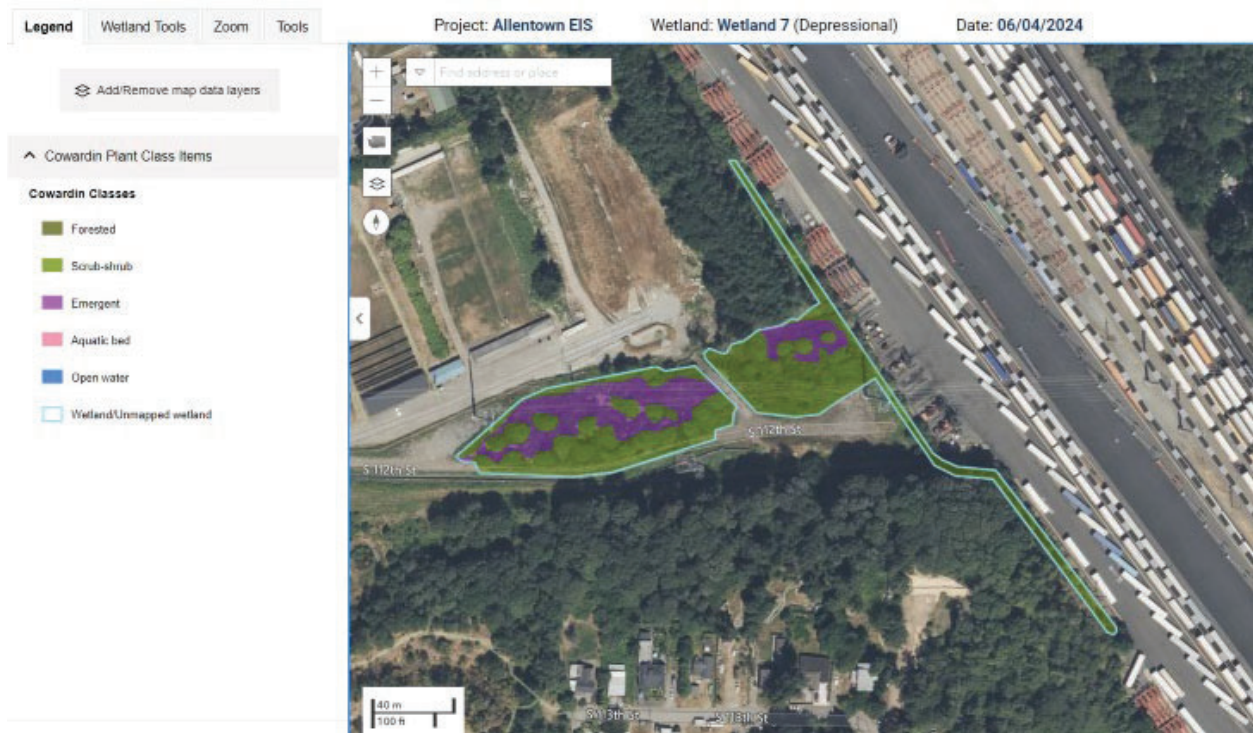 Legend Wetland Tools Zoom Tools
Project: Allentown EIS Wetland: Wetland 7 (Depressional) Date: 06/04/2024
Add/Remove map data layers
Find address or place
Cowardin Plant Class Items
Cowardin Classes
Forested
Scrub-shrub
Emergent
Aquatic bed
Open water
Wetland/Unmapped wetland
S
S 112th St
S 112th St
40 m
100 ft
S 113th St
S 113th St